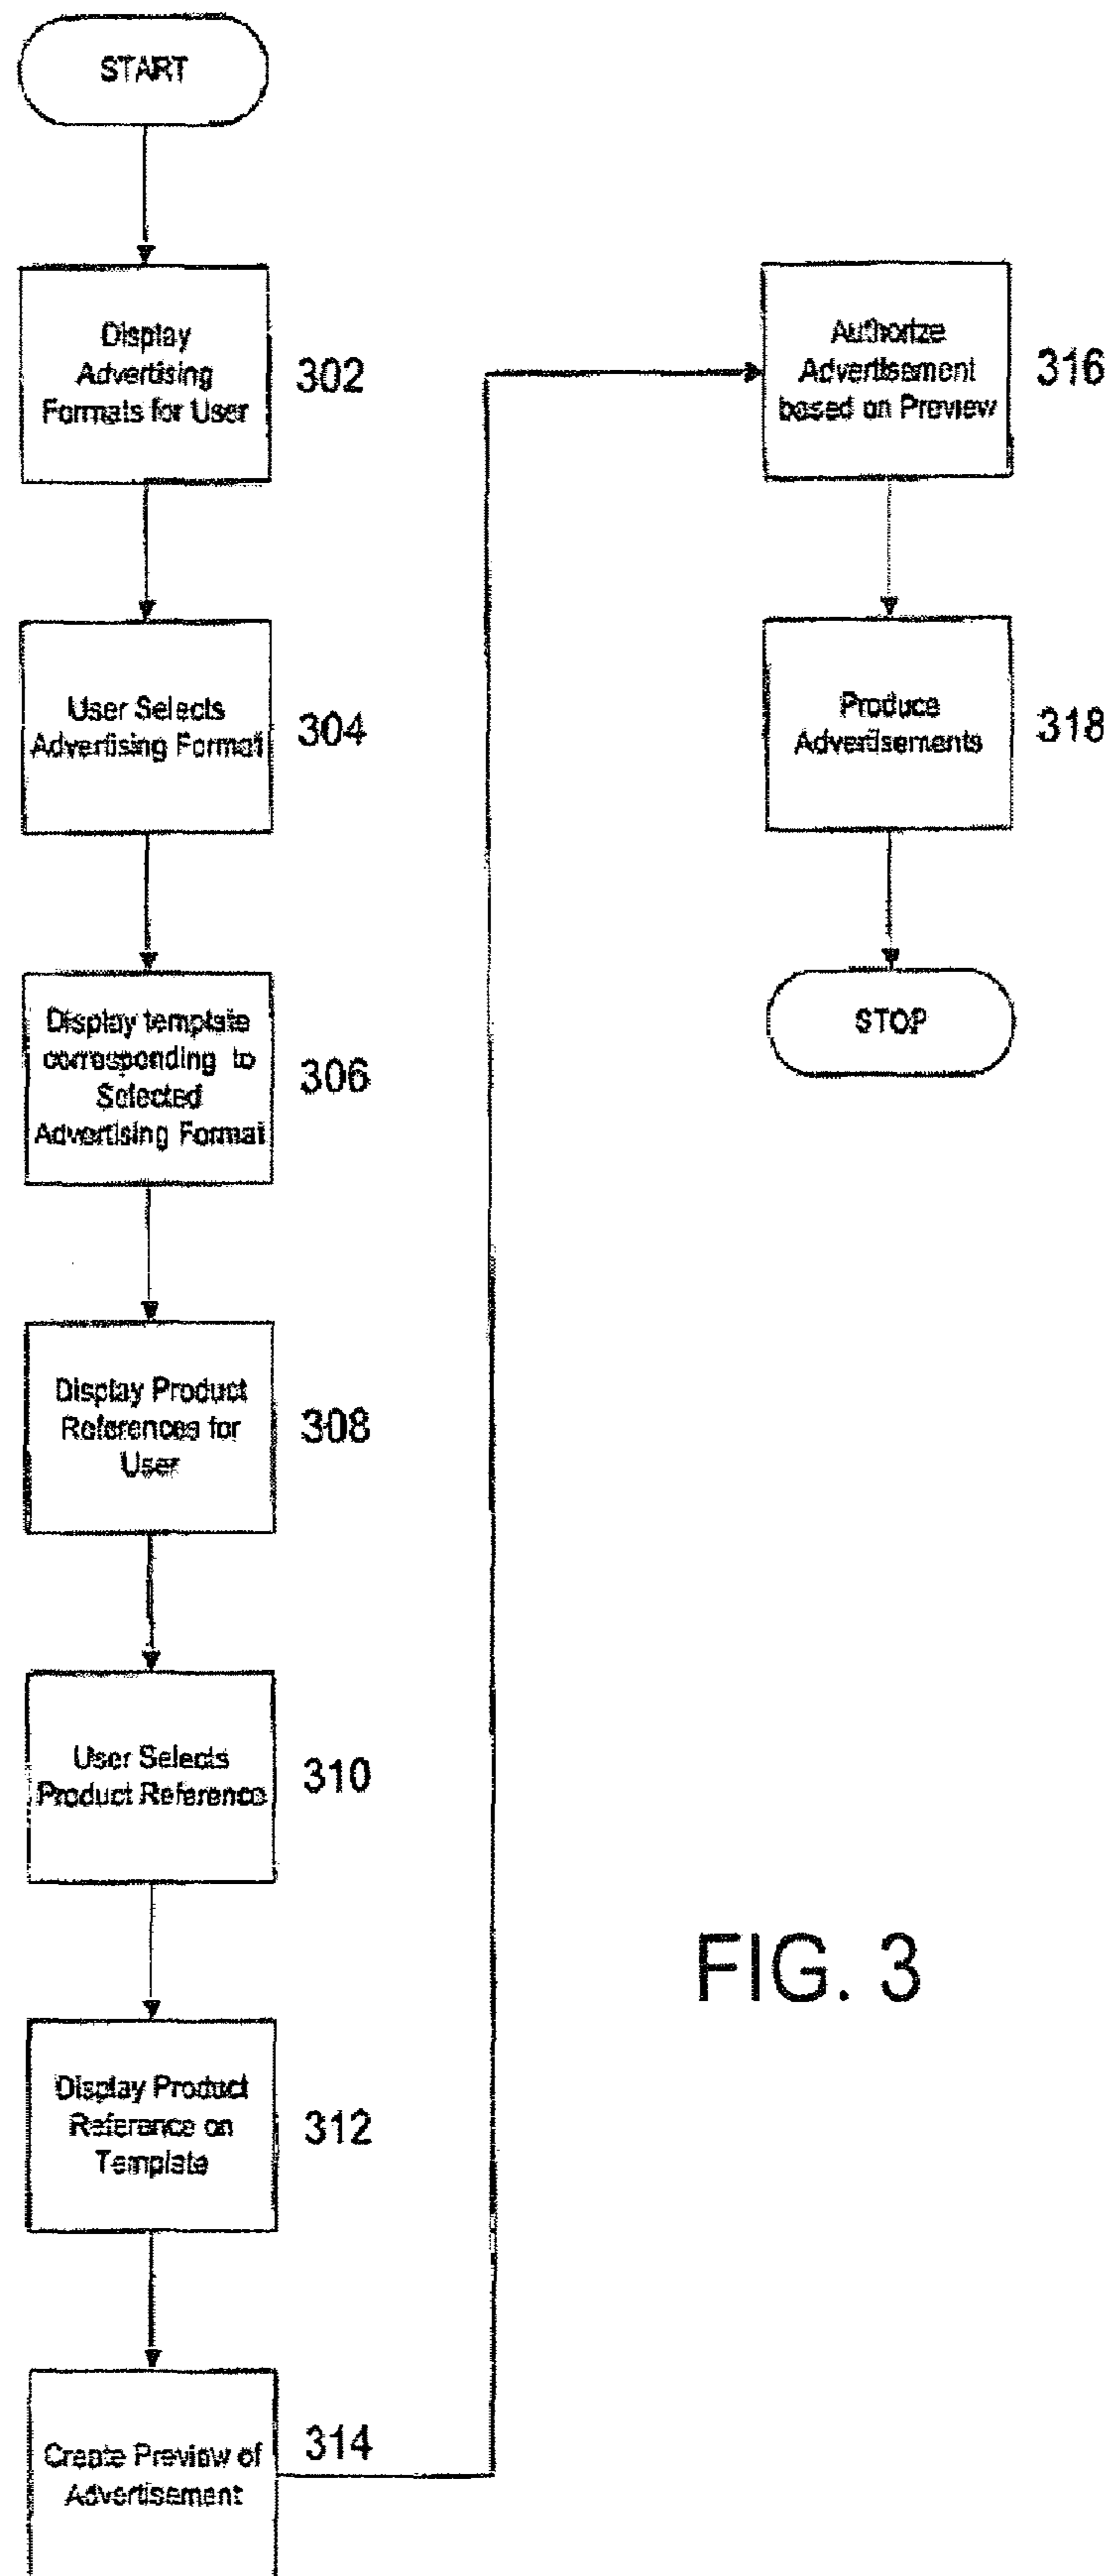 START
Display
Advertising
Formats for User
302
User Selects
Advertising Format
304
Display template
corresponding to
Selected
Advertising Format
306
Display Product
References for
User
308
User Selects
Product Reference
310
Display Product
Reference on
Template
312
Create Preview of
Advertisement
314
Authorize
Advertisement
based on Preview
316
Produce
Advertisements
318
STOP
FIG. 3